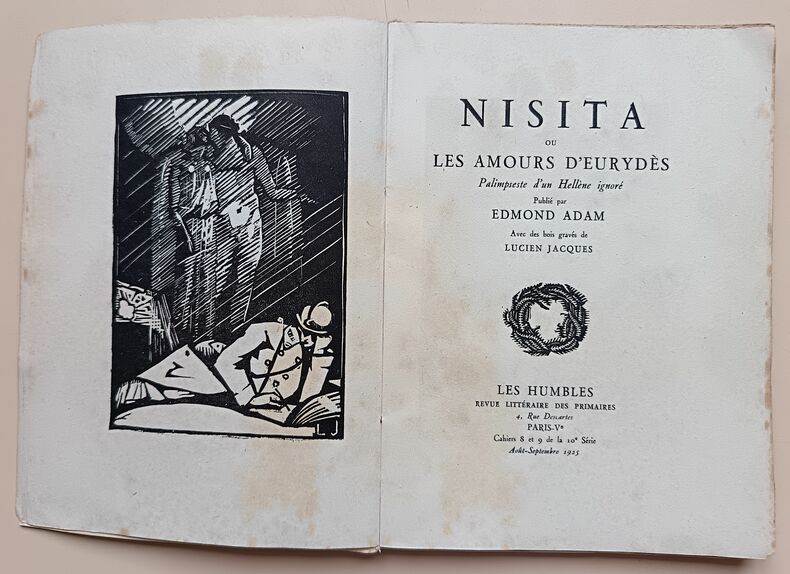 LJ
NISITA
OU
LES AMOURS D'EURYDÈS
Palimpseste d'un Hellène ignoré
Publié par
EDMOND ADAM
Avec des bois gravés de
LUCIEN JACQUES
LES HUMBLES
REVUE LITTÉRAIRE DES PRIMAIRES
4, Rue Descartes
PARIS-Vᵉ
Cahiers 8 et 9 de la 10ᵉ Série
Août-Septembre 1925